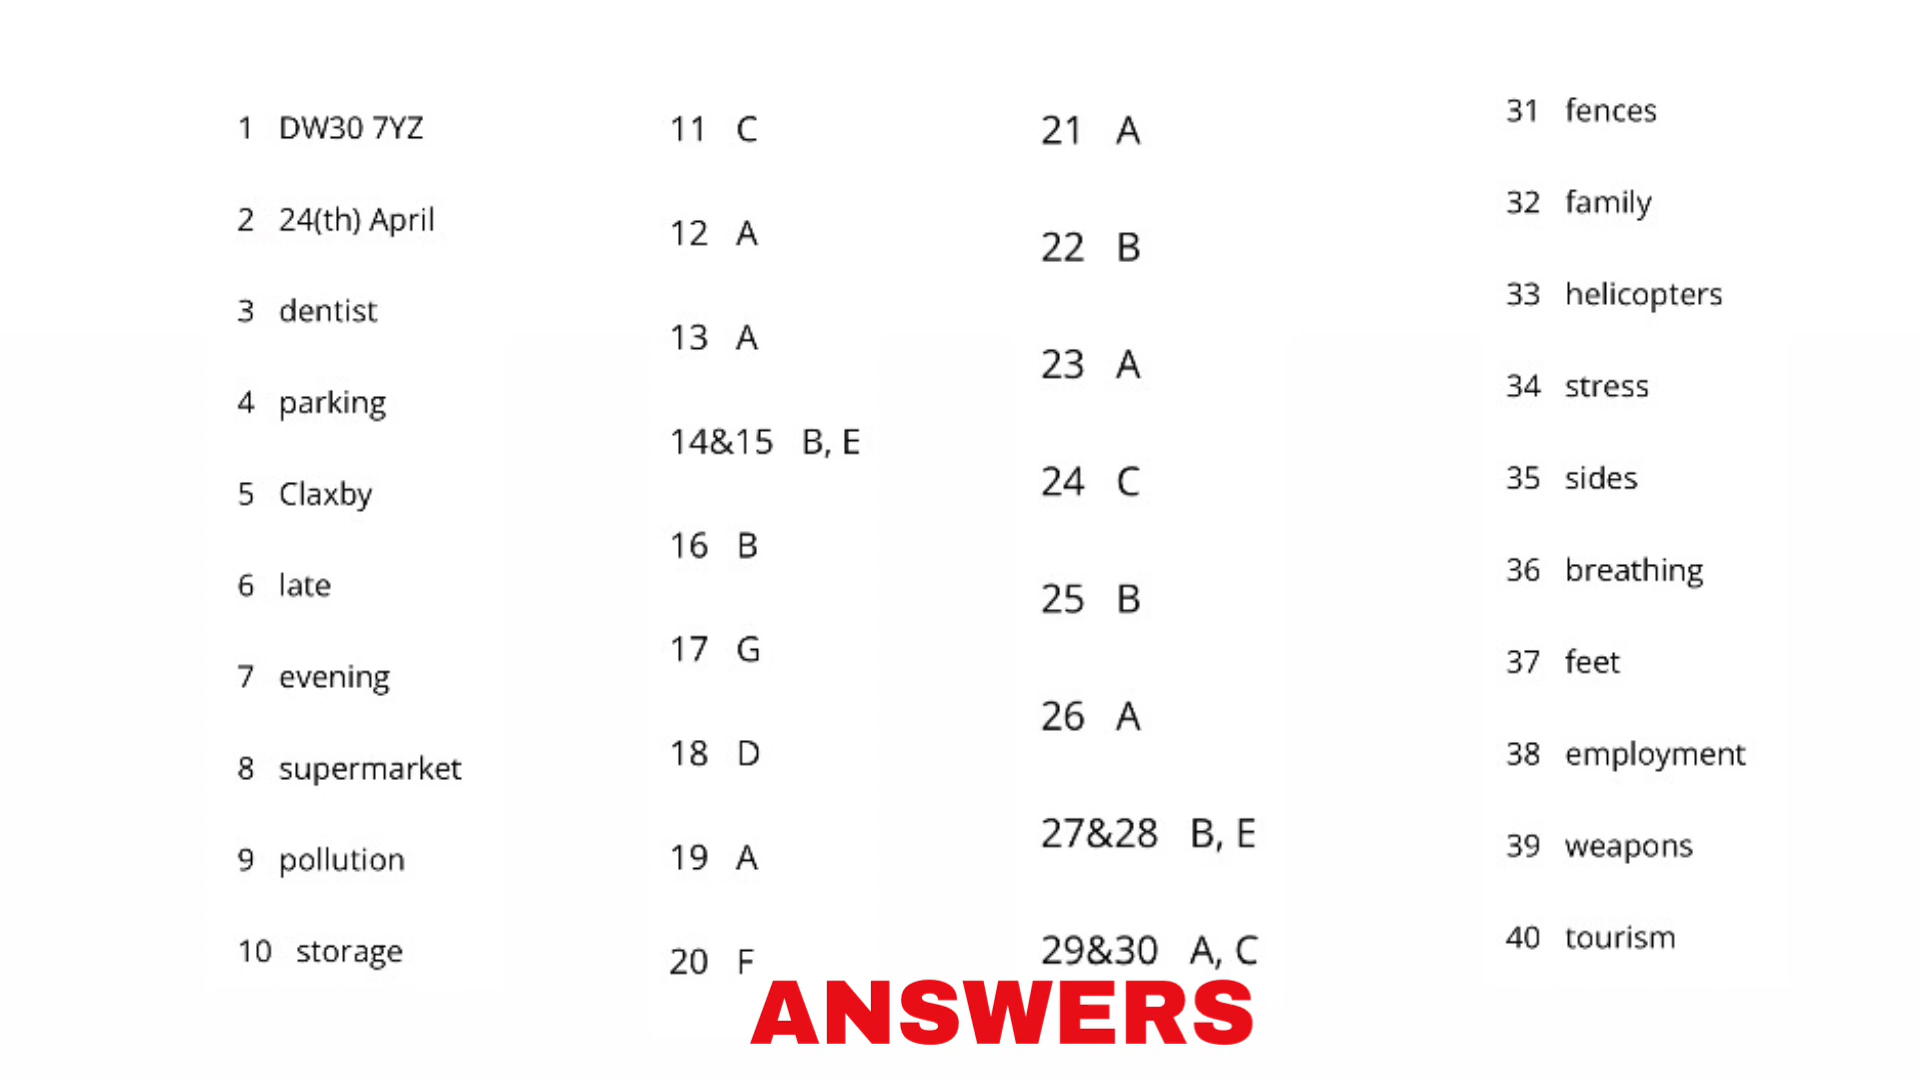 1 DW30 7YZ
2 24(th) April
3 dentist
4 parking
5 Claxby
6 late
7 evening
8 supermarket
9 pollution
10 storage
11 C
12 A
13 A
14&15 B, E
16 B
17 G
18 D
19 A
20 F
21 A
22 B
23 A
24 C
25 B
26 A
27&28 B, E
29&30 A, C
31 fences
32 family
33 helicopters
34 stress
35 sides
36 breathing
37 feet
38 employment
39 weapons
40 tourism
ANSWERS